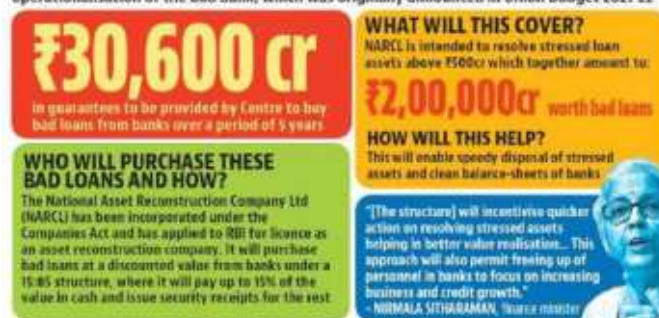 operationalisation of the bad bank, which was originally announced in Union Budget 2021-22
₹30,600 cr
in guarantees to be provided by Centre to buy
bad loans from banks over a period of 5 years
WHO WILL PURCHASE THESE
BAD LOANS AND HOW?
The National Asset Reconstruction Company Ltd
(NARCL) has been incorporated under the
Companies Act and has applied to RBI for licence as
an asset reconstruction company. It will purchase
bad loans at a discounted value from banks under a
15:85 structure, where it will pay up to 15% of the
value in cash and issue security receipts for the rest
WHAT WILL THIS COVER?
NARCL is intended to resolve stressed loan
assets above ₹500cr which together amount to:
₹2,00,000cr worth bad loans
HOW WILL THIS HELP?
This will enable speedy disposal of stressed
assets and clean balance-sheets of banks
"[The structure] will incentivise quicker
action on resolving stressed assets
helping in better value realisation... This
approach will also permit freeing up of
personnel in banks to focus on increasing
business and credit growth."
- NIRMALA SITHARAMAN, finance minister